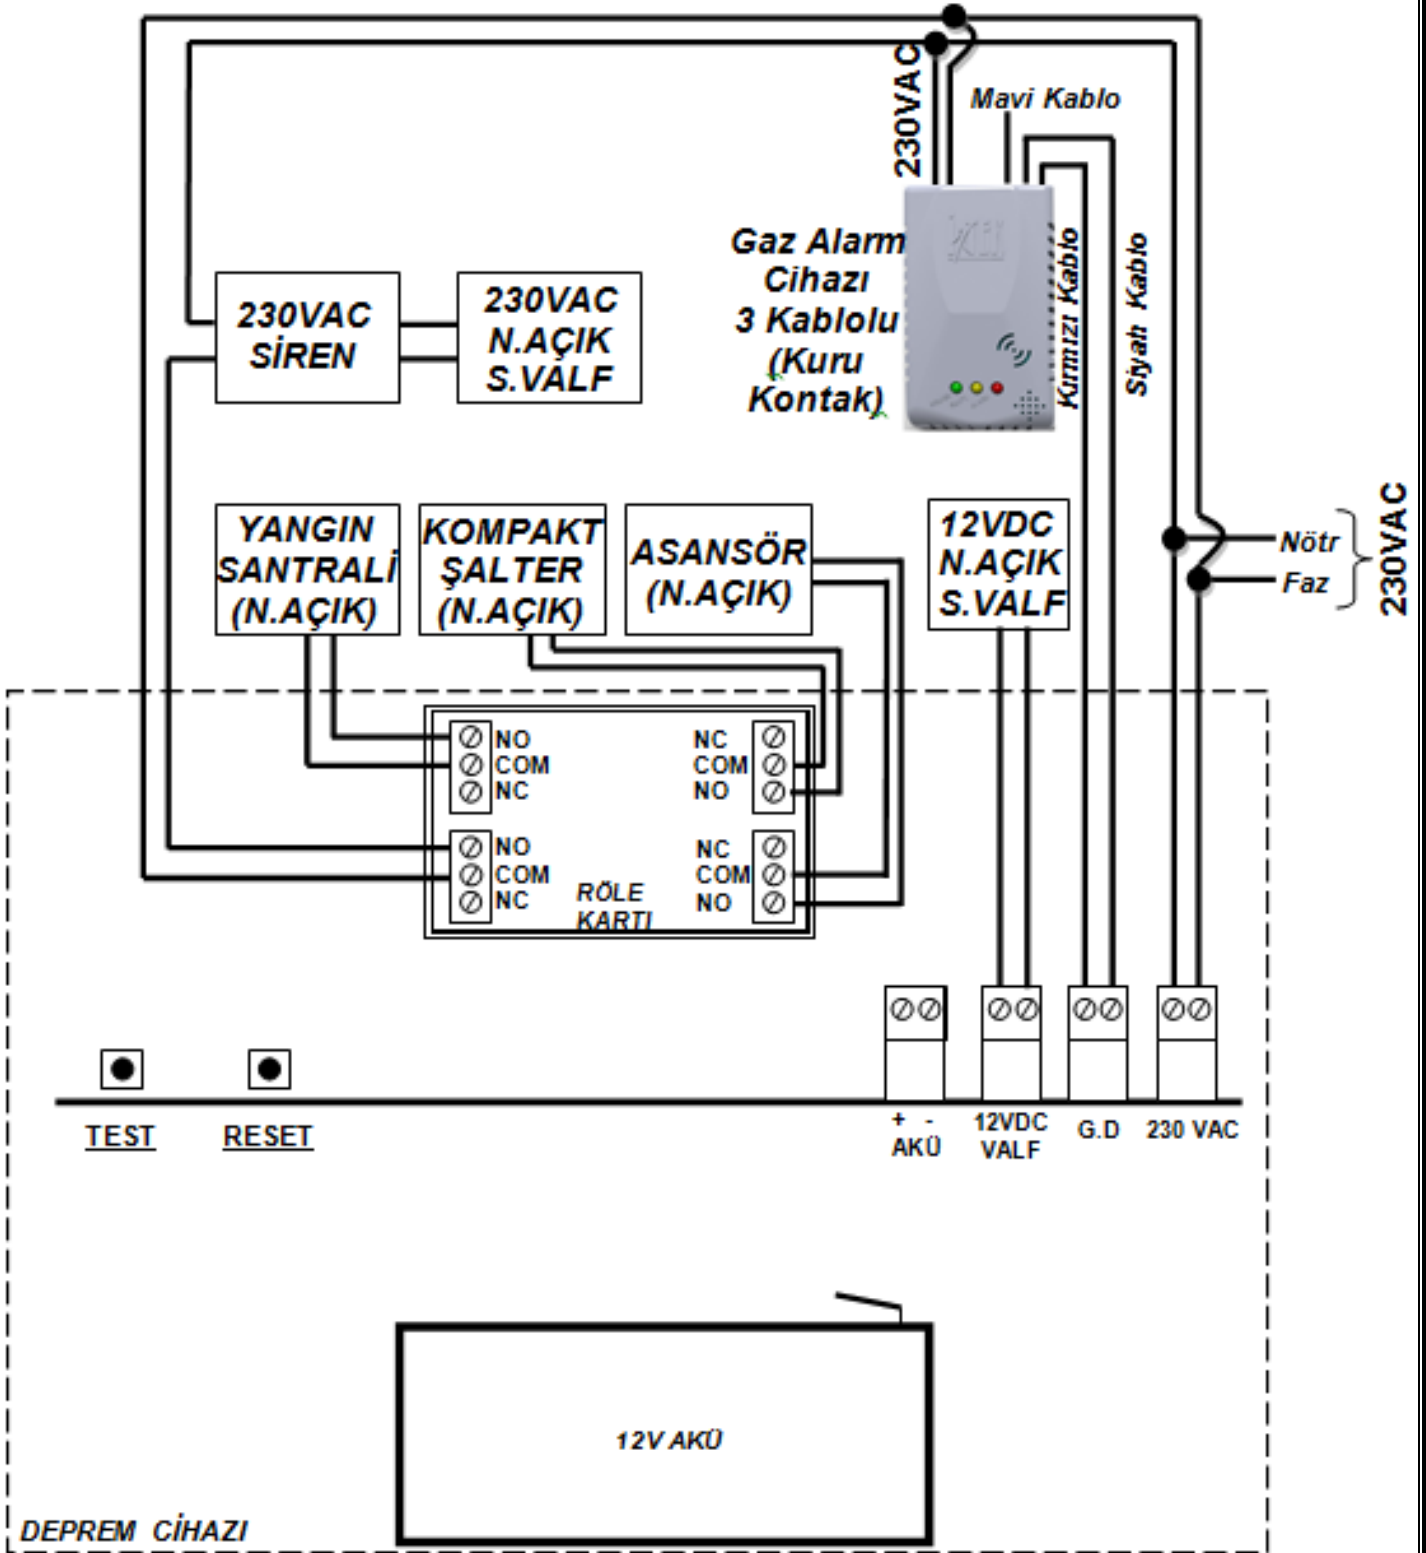 230VAC
Mavi Kablo
Gaz Alarm
Cihazı
3 Kablolu
(Kuru
Kontak)
Kırmızı Kablo
Siyah Kablo
230VAC
SİREN
230VAC
N.AÇIK
S.VALF
YANGIN
SANTRALİ
(N.AÇIK)
KOMPAKT
ŞALTER
(N.AÇIK)
ASANSÖR
(N.AÇIK)
12VDC
N.AÇIK
S.VALF
Nötr
Faz
230VAC
NO
COM
NC
NC
COM
NO
NO
COM
NC
NC
COM
NO
RÖLE
KARTI
TEST
RESET
+ -
AKÜ
12VDC
VALF
G.D
230 VAC
12V AKÜ
DEPREM CİHAZI